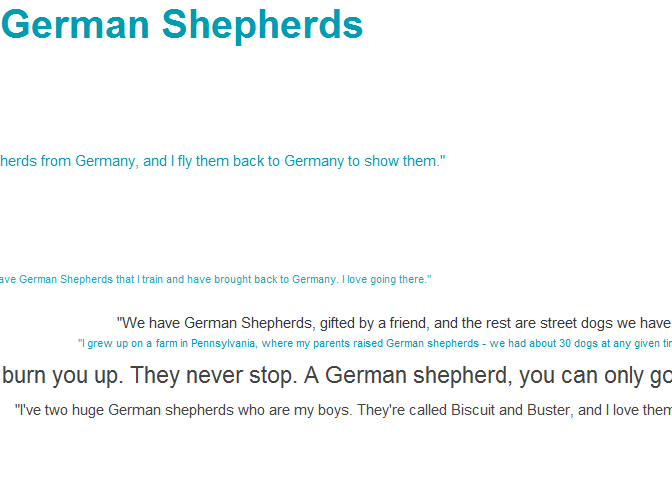 German Shepherds
herds from Germany, and I fly them back to Germany to show them."
ave German Shepherds that I train and have brought back to Germany. I love going there."
"We have German Shepherds, gifted by a friend, and the rest are street dogs we have
"I grew up on a farm in Pennsylvania, where my parents raised German shepherds - we had about 30 dogs at any given tir
burn you up. They never stop. A German shepherd, you can only go
"I've two huge German shepherds who are my boys. They're called Biscuit and Buster, and I love them